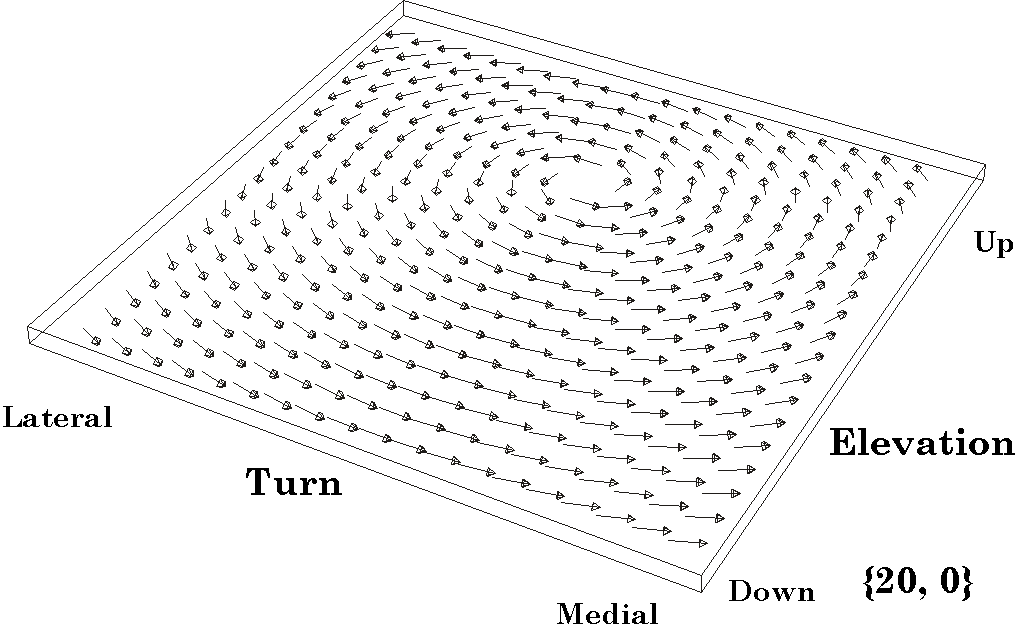 Up
Lateral
Elevation
Turn
Down
{20, 0}
Medial